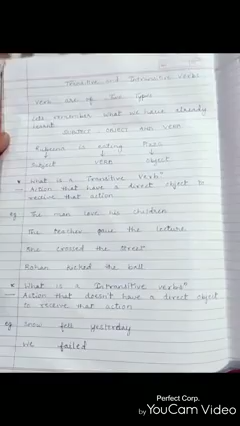 Transitive and Intransitive Verbs
Verb are of Two Types
Lets remember what we have already
learnt
SUBJECT : OBJECT AND VERB
is eating
Subject VERB Object
* What is a Transitive Verb"
Action that have a direct object to
receive that action
eg The man love his children
The teacher gave the lecture
She crossed the street
Rohan kicked the ball
* What is a Intransitive verbs"
Action that doesn't have a direct object
to receive that action
eg Snow fell yesterday
We failed
Perfect Corp.
by YouCam Video